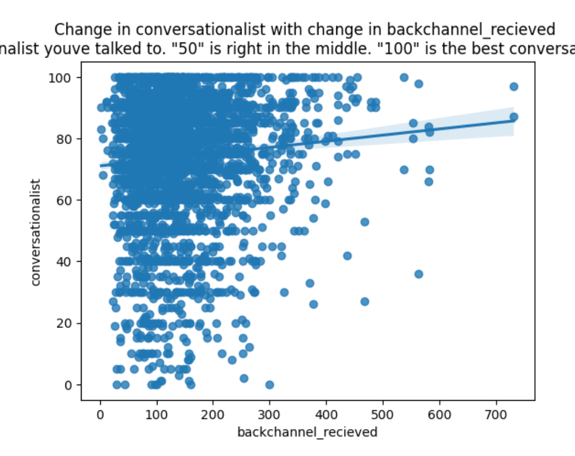 Change in conversationalist with change in backchannel_recieved
nalist youve talked to. "50" is right in the middle. "100" is the best conversa
100
80
60
40
20
0
conversationalist
0 100 200 300 400 500 600 700
backchannel_recieved